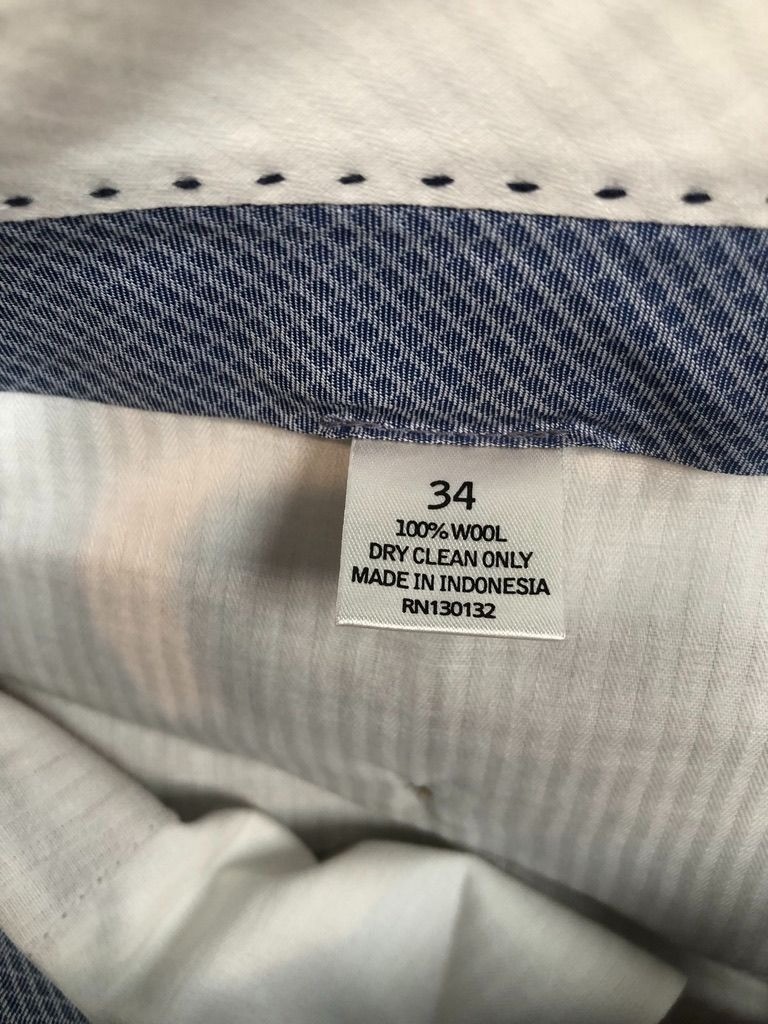 34
100% WOOL
DRY CLEAN ONLY
MADE IN INDONESIA
RN130132